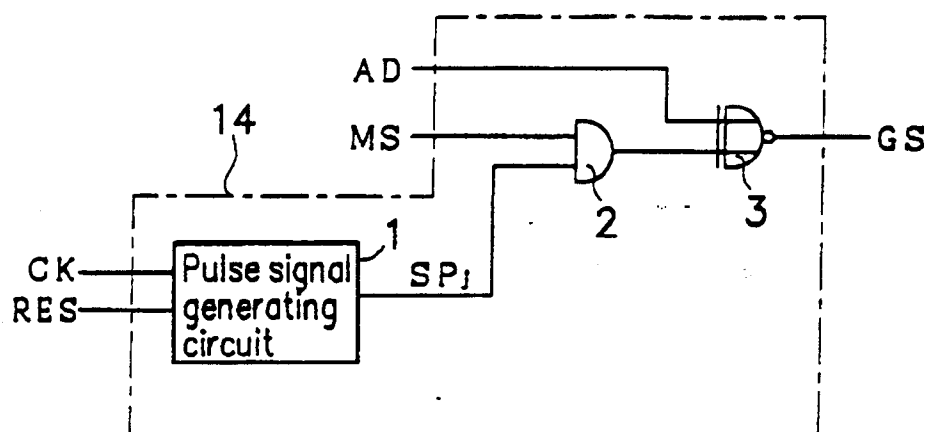 AD
14
MS
GS
2
3
1
CK
Pulse signal
generating
circuit
SPj
RES